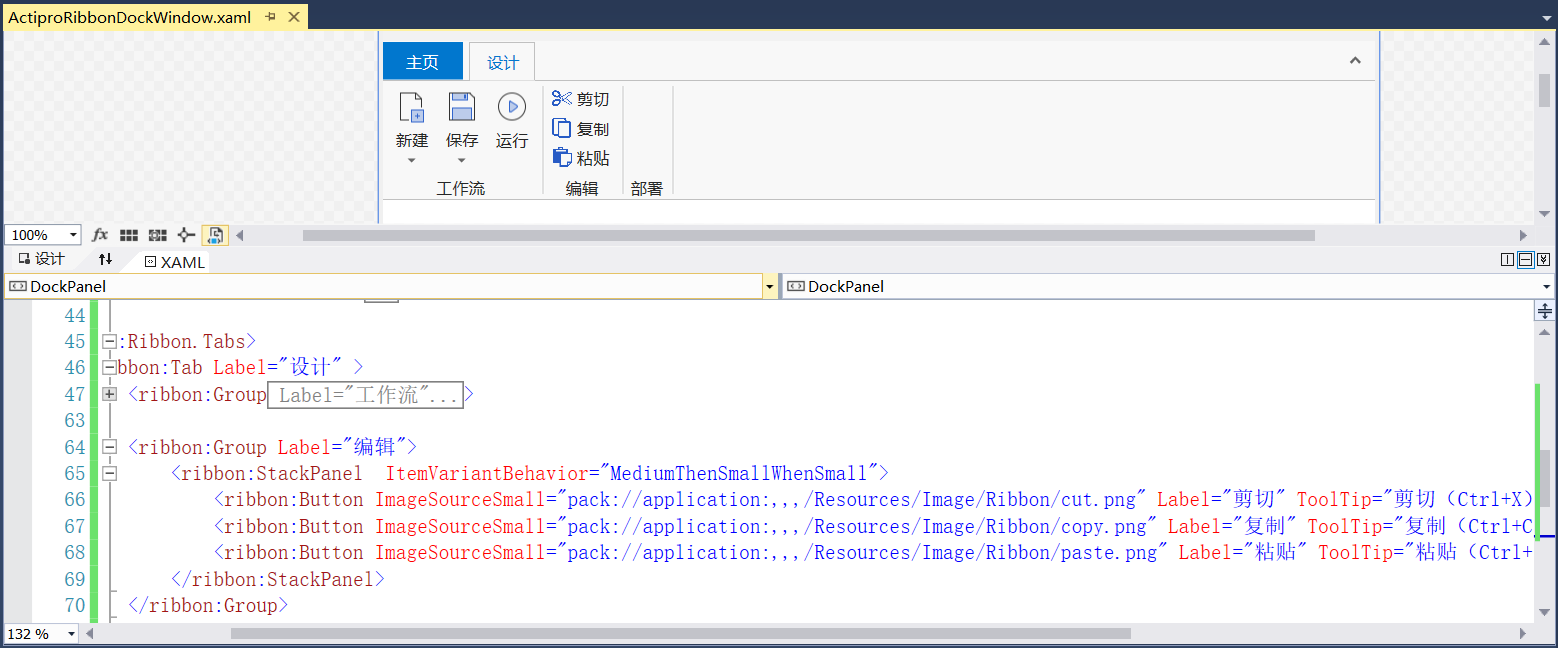 ActiproRibbonDockWindow.xaml
主页 设计
新建 保存 运行
剪切
复制
粘贴
工作流 编辑 部署
100% fx
设计 XAML
DockPanel DockPanel
44
45 :Ribbon.Tabs>
46 bbon:Tab Label="设计" >
47 <ribbon:Group Label="工作流"...>
63
64 <ribbon:Group Label="编辑">
65 <ribbon:StackPanel  ItemVariantBehavior="MediumThenSmallWhenSmall">
66 <ribbon:Button ImageSourceSmall="pack://application:,,,/Resources/Image/Ribbon/cut.png" Label="剪切" ToolTip="剪切（Ctrl+X）
67 <ribbon:Button ImageSourceSmall="pack://application:,,,/Resources/Image/Ribbon/copy.png" Label="复制" ToolTip="复制（Ctrl+C
68 <ribbon:Button ImageSourceSmall="pack://application:,,,/Resources/Image/Ribbon/paste.png" Label="粘贴" ToolTip="粘贴（Ctrl+
69 </ribbon:StackPanel>
70 </ribbon:Group>
132 %